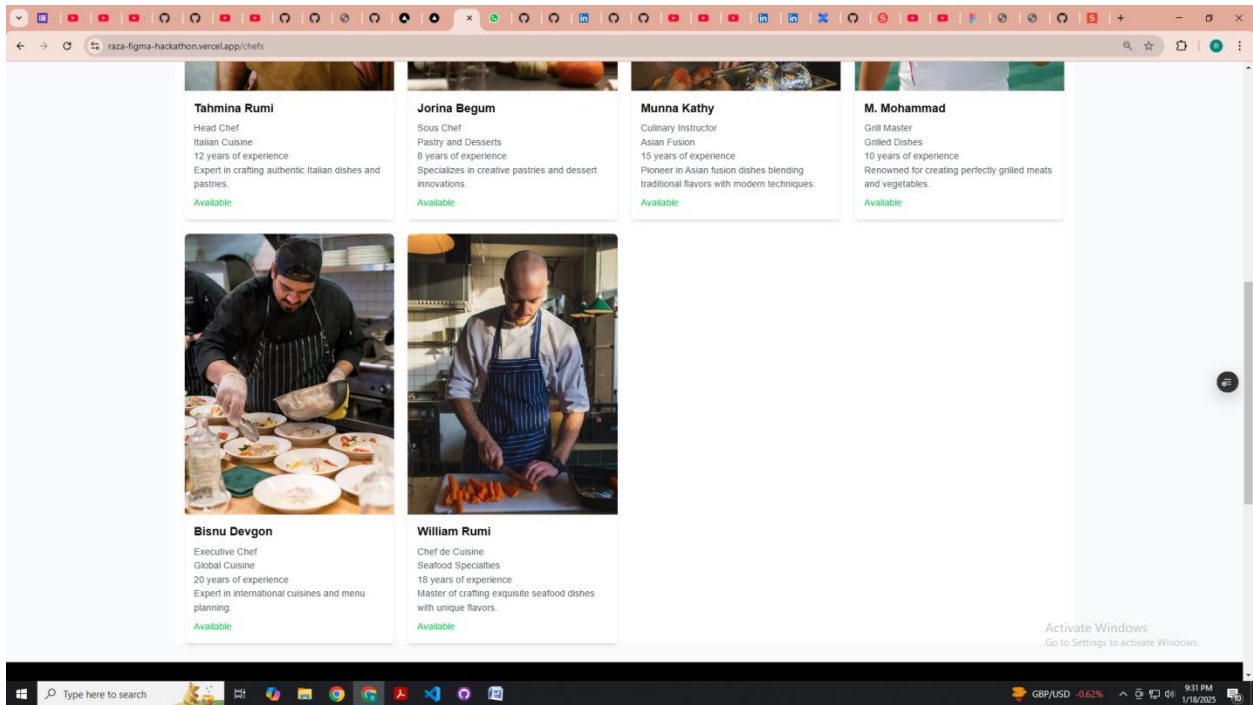 raza-figma-hackathon.vercel.app/chefs
Tahmina Rumi
Head Chef
Italian Cuisine
12 years of experience
Expert in crafting authentic Italian dishes and
pastries.
Available
Jorina Begum
Sous Chef
Pastry and Desserts
8 years of experience
Specializes in creative pastries and dessert
innovations.
Available
Munna Kathy
Culinary Instructor
Asian Fusion
15 years of experience
Pioneer in Asian fusion dishes blending
traditional flavors with modern techniques.
Available
M. Mohammad
Grill Master
Grilled Dishes
10 years of experience
Renowned for creating perfectly grilled meats
and vegetables.
Available
Bisnu Devgon
Executive Chef
Global Cuisine
20 years of experience
Expert in international cuisines and menu
planning.
Available
William Rumi
Chef de Cuisine
Seafood Specialties
18 years of experience
Master of crafting exquisite seafood dishes
with unique flavors.
Available
Activate Windows
Go to Settings to activate Windows.
Type here to search
GBP/USD -0.62%
9:31 PM
1/18/2025